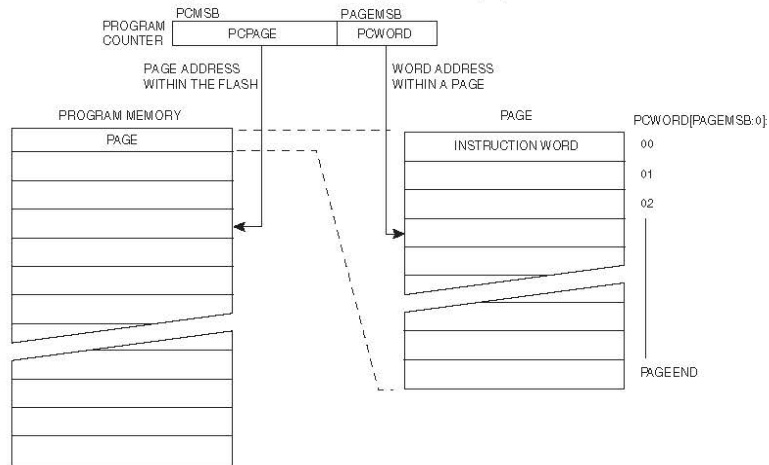 PCMSB
PAGEMSB
PROGRAM
COUNTER
PCPAGE
PCWORD
PAGE ADDRESS
WITHIN THE FLASH
WORD ADDRESS
WITHIN A PAGE
PROGRAM MEMORY
PAGE
PCWORD[PAGEMSB:0]:
PAGE
INSTRUCTION WORD
00
01
02
PAGEEND